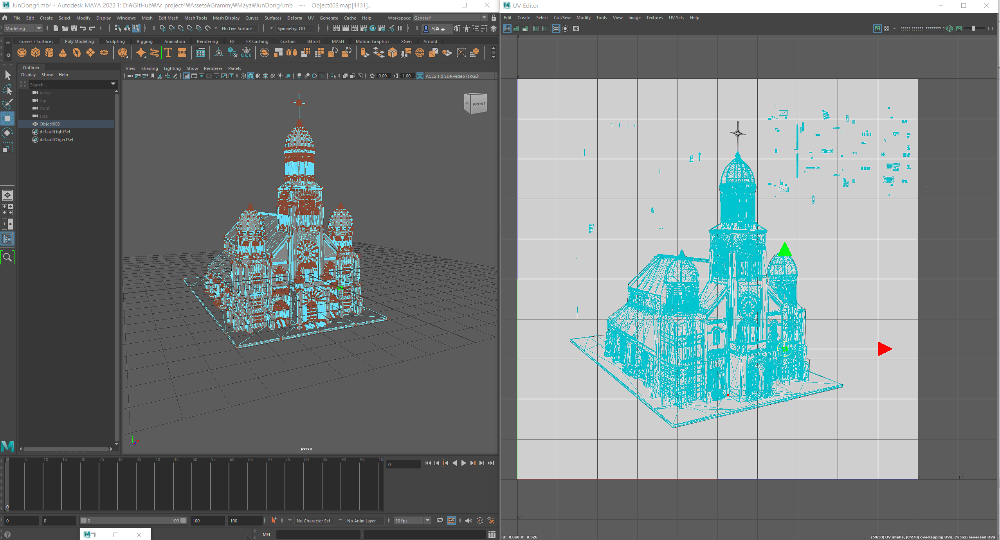 JunDong4.mb* - Autodesk MAYA 2022.1: D:₩GitHub₩Ar_project4₩Assets₩Grammy₩Maya₩JunDong4.mb --- Object003.map[4431]...
File Edit Create Select Modify Display Windows Mesh Edit Mesh Mesh Tools Mesh Display Curves Surfaces Deform UV Generate Cache Help Workspace: General*
Modeling No Live Surface Symmetry: Off 성윤 홍
Curves / Surfaces Poly Modeling Sculpting Rigging Animation Rendering FX FX Caching Custom Bifrost MASH Motion Graphics XGen Arnold
T svg 0,0,0
Outliner
Display Show Help
Search...
persp
top
front
side
Object003
defaultLightSet
defaultObjectSet
View Shading Lighting Show Renderer Panels
0.00 1.00 ACES 1.0 SDR-video (sRGB)
FRONT
y
persp
0 5 10 15 20 25 30 35 40 45 50 55 60 65 70 75 80 85 90 95 10
0
0
0 0 0 100 100 100 No Character Set No Anim Layer 30 fps
MEL
UV Editor
Edit Create Select Cut/Sew Modify Tools View Image Textures UV Sets Help
????? ??????_????????_?
1.1
1
1 1.1
-0.1
U: 0.668 V: 0.326
(5/639) UV shells, (0/278) overlapping UVs, (1/562) reversed UVs